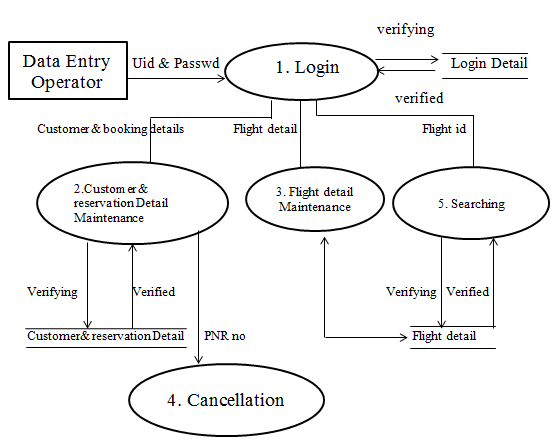 verifying
Data Entry
Operator
Uid & Passwd
1. Login
Login Detail
verified
Customer & booking details
Flight detail
Flight id
2.Customer &
reservation Detail
Maintenance
3. Flight detail
Maintenance
5. Searching
Verifying
Verified
Verifying
Verified
Customer& reservation Detail
PNR no
Flight detail
4. Cancellation